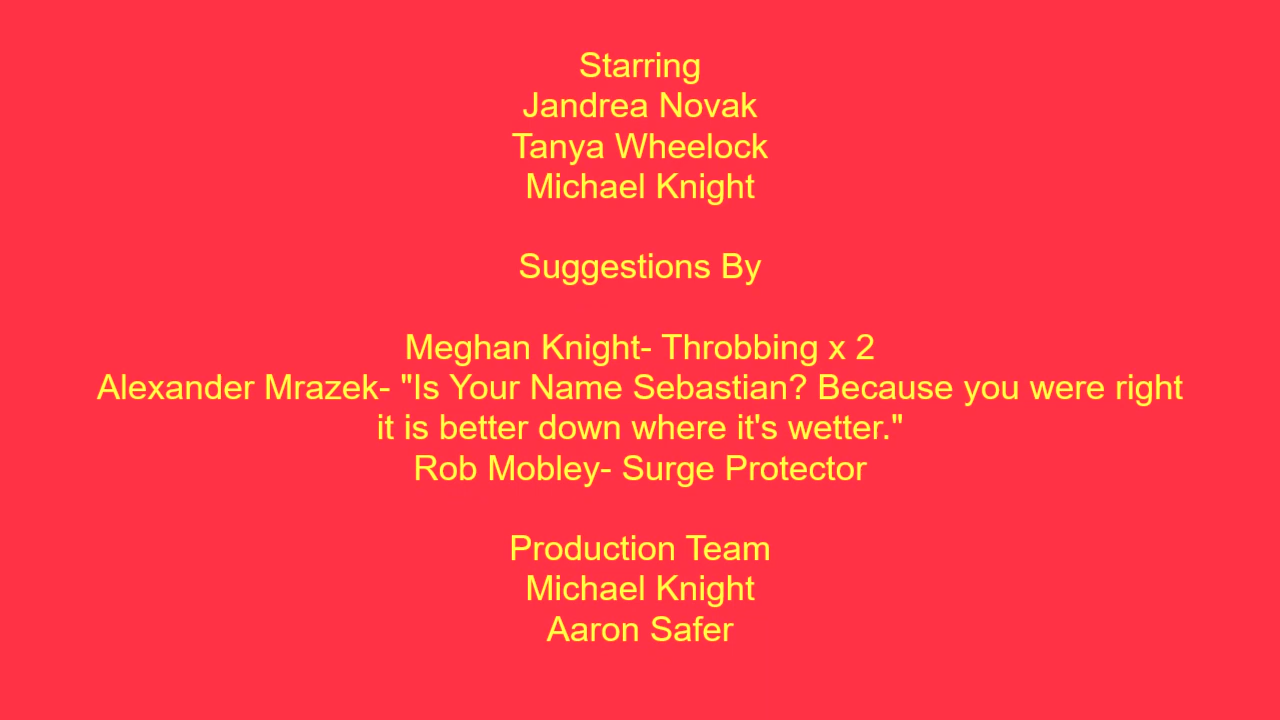 Starring
Jandrea Novak
Tanya Wheelock
Michael Knight
Suggestions By
Meghan Knight- Throbbing x 2
Alexander Mrazek- "Is Your Name Sebastian? Because you were right
it is better down where it's wetter."
Rob Mobley- Surge Protector
Production Team
Michael Knight
Aaron Safer